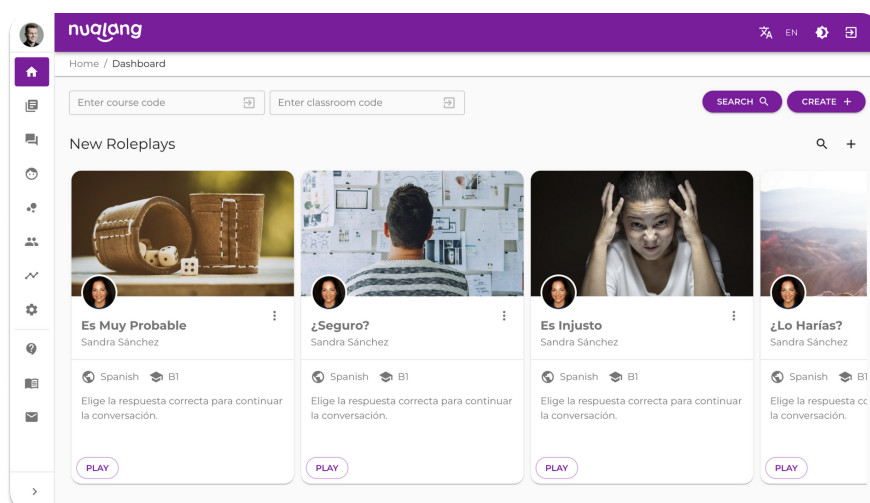 nualang
EN
Home / Dashboard
Enter course code
Enter classroom code
SEARCH
CREATE +
New Roleplays
Es Muy Probable
Sandra Sánchez
Spanish B1
Elige la respuesta correcta para continuar
la conversación.
PLAY
¿Seguro?
Sandra Sánchez
Spanish B1
Elige la respuesta correcta para continuar
la conversación.
PLAY
Es Injusto
Sandra Sánchez
Spanish B1
Elige la respuesta correcta para continuar
la conversación.
PLAY
¿Lo Harías?
Sandra Sánchez
Spanish B1
Elige la respuesta
la conversación.
PLAY